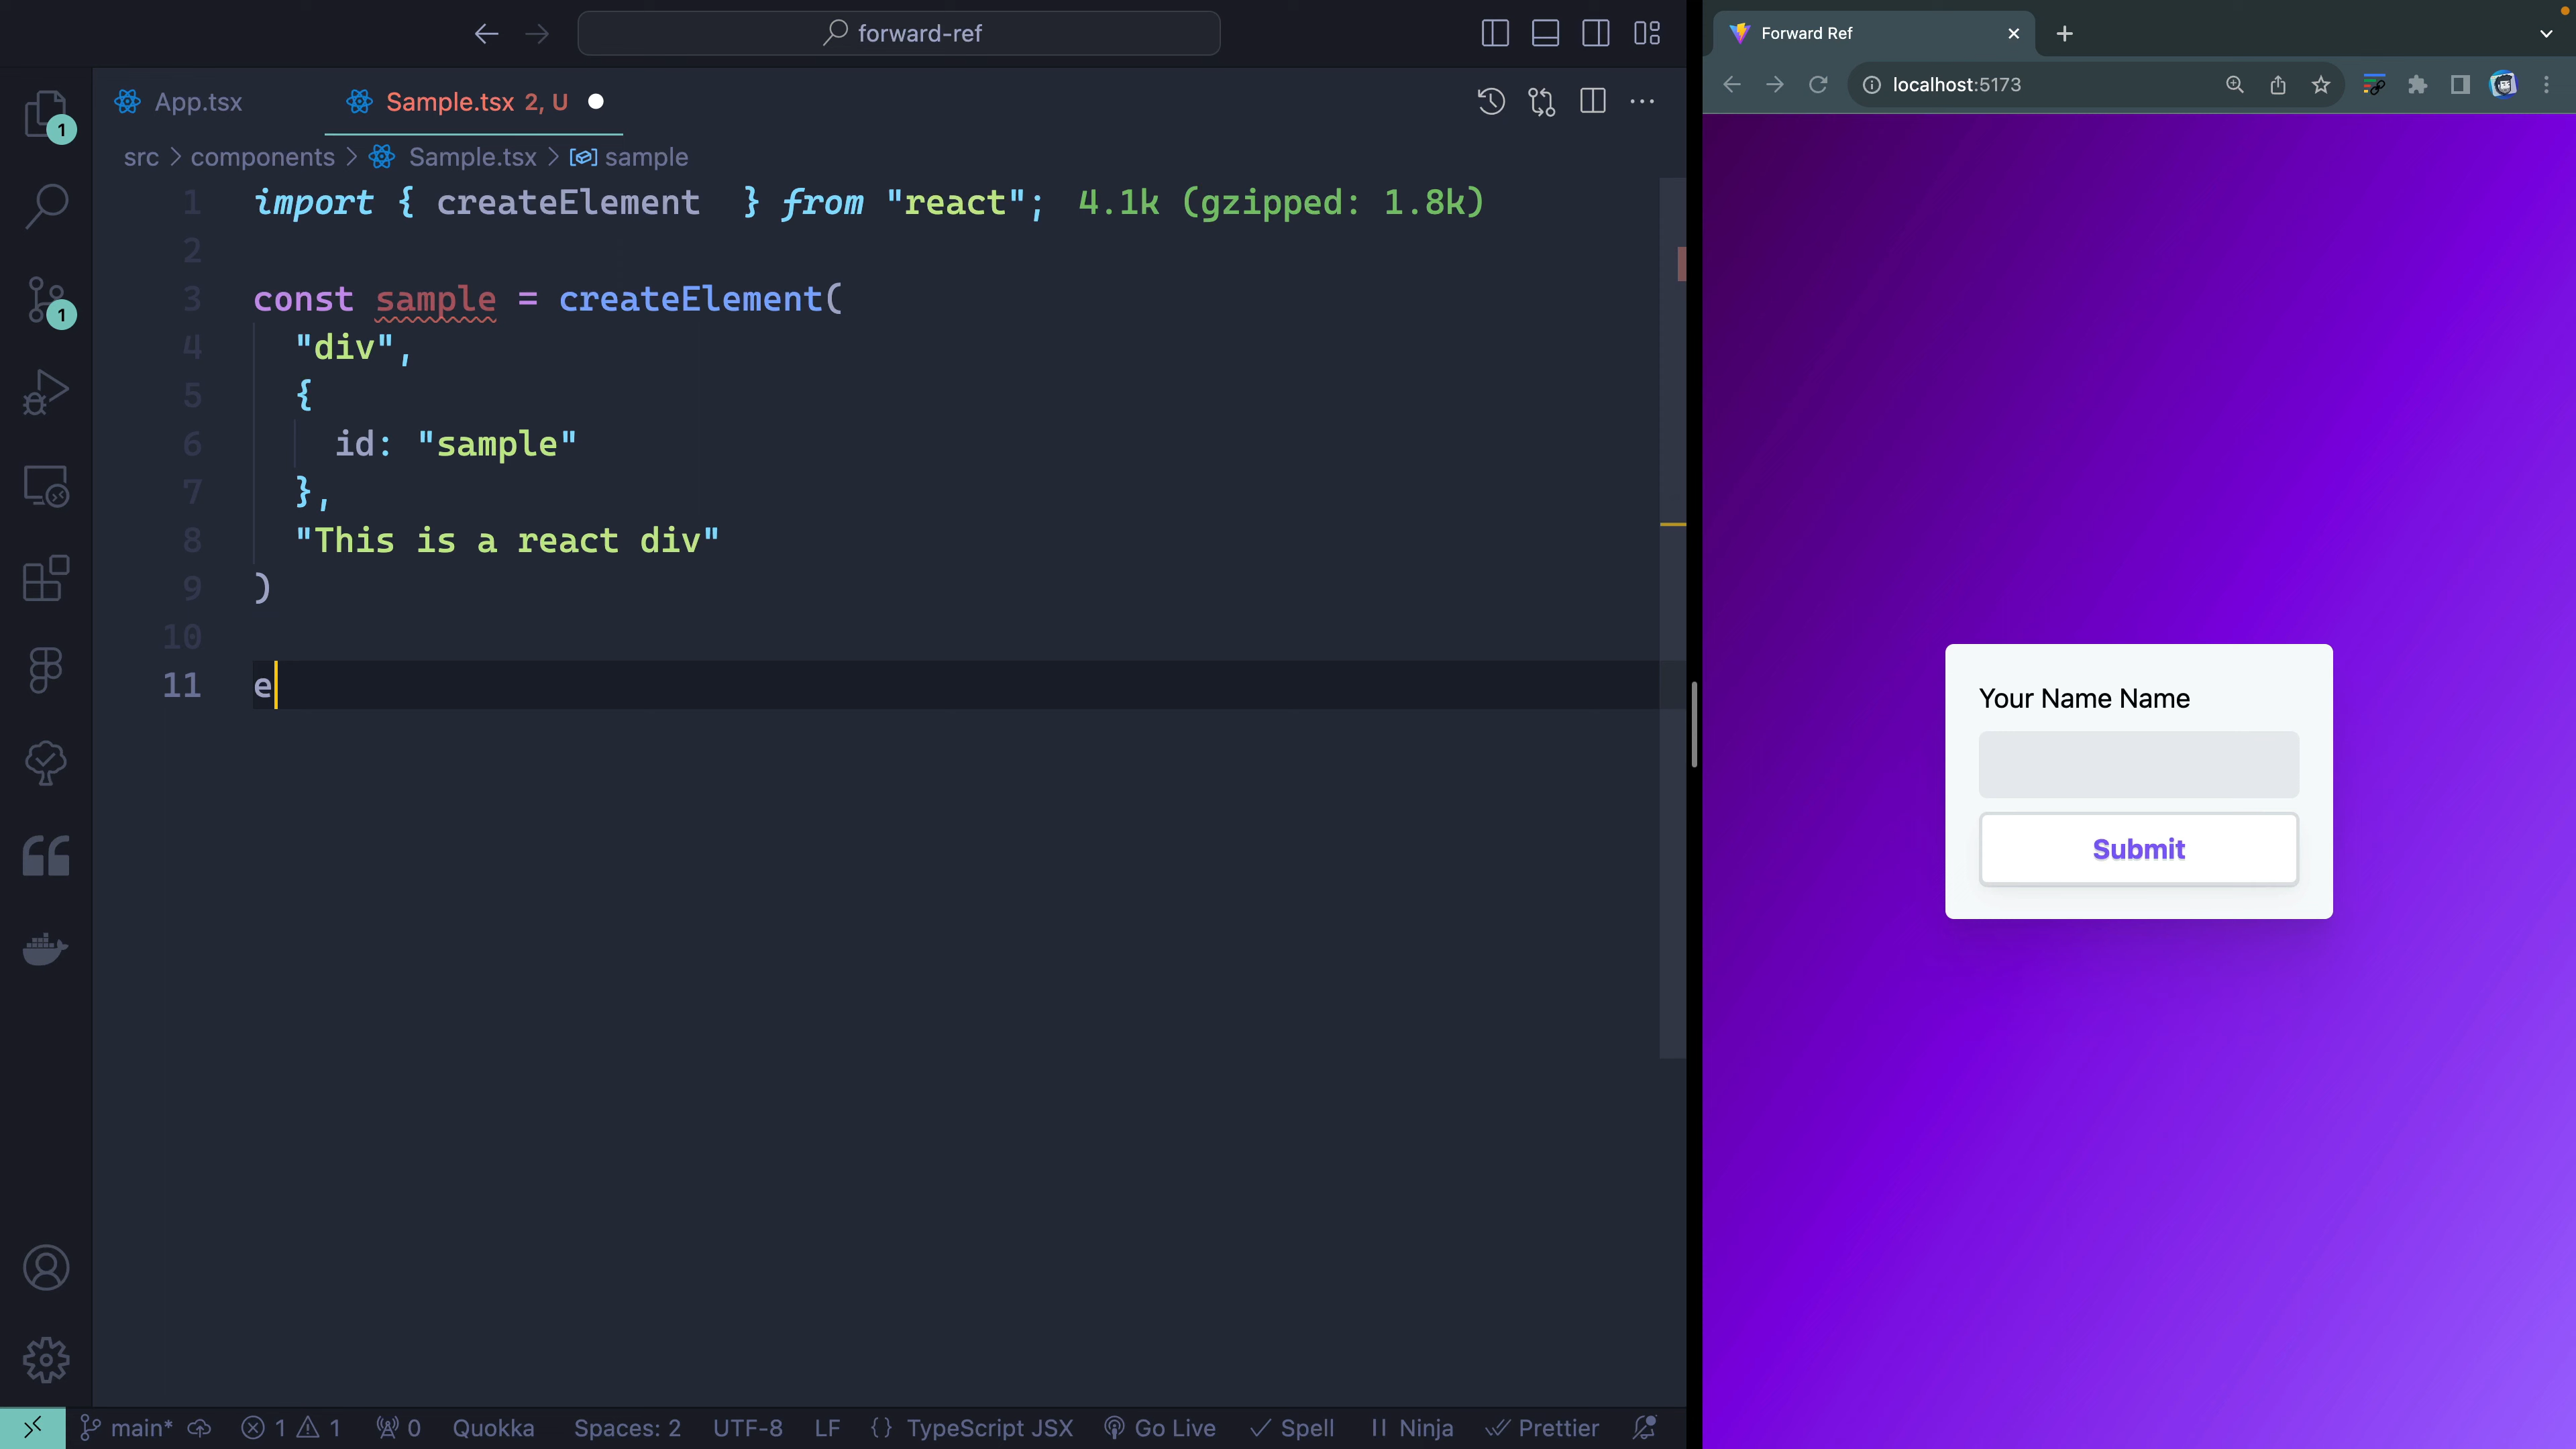 forward-ref
App.tsx
Sample.tsx 2, U
src > components > Sample.tsx > sample
1 import { createElement  } from "react"; 4.1k (gzipped: 1.8k)
2
3 const sample = createElement(
4 "div",
5 {
6 id: "sample"
7 },
8 "This is a react div"
9 )
10
11 e
1
1
main* 1 1 0 Quokka Spaces: 2 UTF-8 LF {} TypeScript JSX Go Live Spell Ninja Prettier
Forward Ref
localhost:5173
Your Name Name
Submit